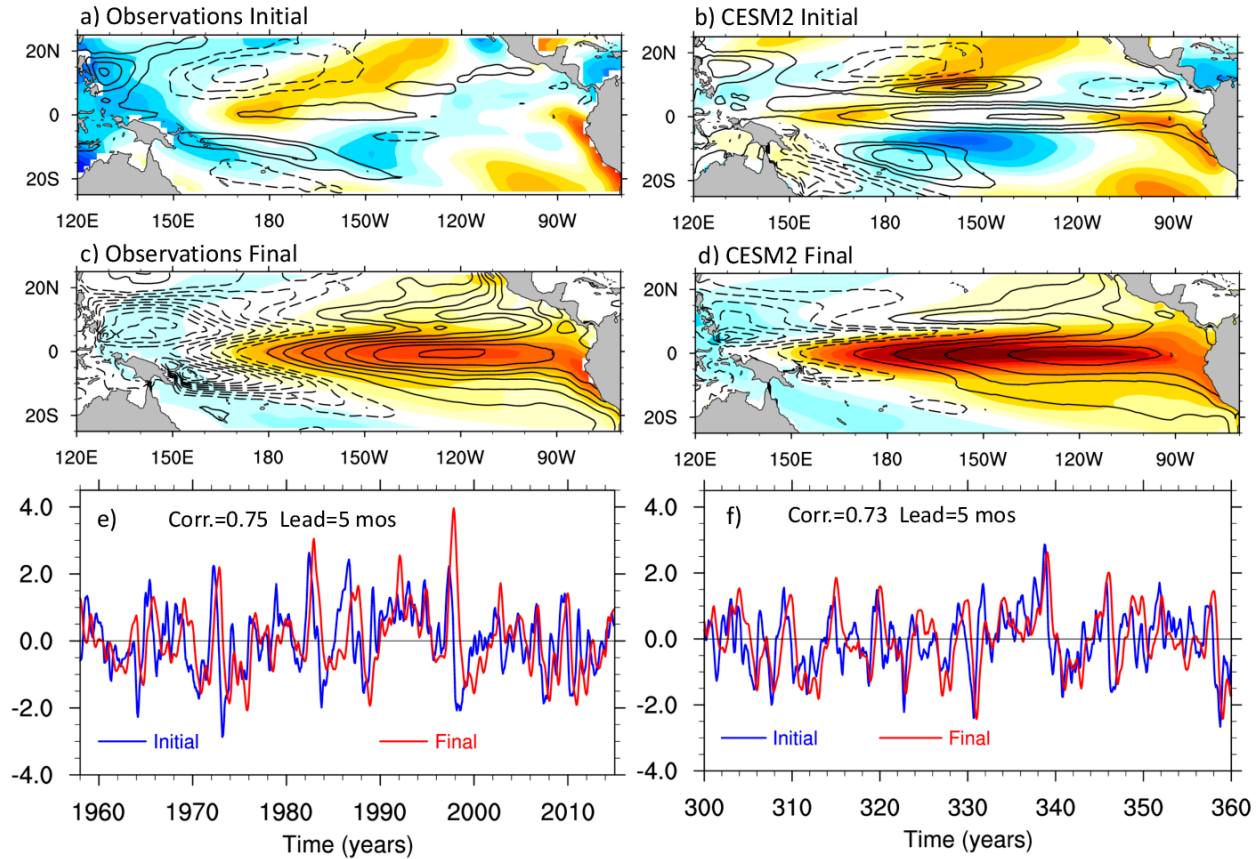 a) Observations Initial
20N
0
20S
120E 150E 180 150W 120W 90W
b) CESM2 Initial
20N
0
20S
120E 150E 180 150W 120W 90W
c) Observations Final
20N
0
20S
120E 150E 180 150W 120W 90W
d) CESM2 Final
20N
0
20S
120E 150E 180 150W 120W 90W
e) Corr.=0.75 Lead=5 mos
4.0
2.0
0.0
-2.0
-4.0
Initial Final
1960 1970 1980 1990 2000 2010
Time (years)
f) Corr.=0.73 Lead=5 mos
4.0
2.0
0.0
-2.0
-4.0
Initial Final
300 310 320 330 340 350 360
Time (years)